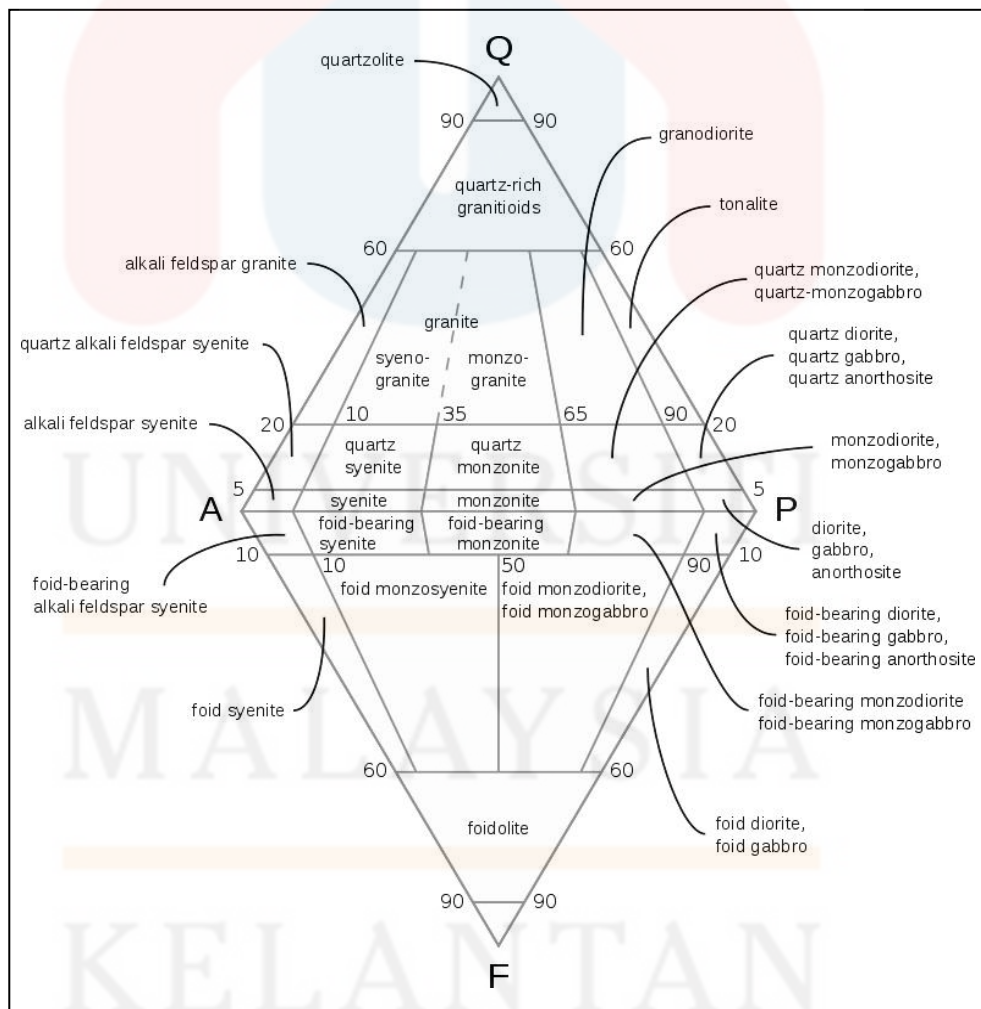 Q
quartzolite
90
90
granodiorite
quartz-rich
granitioids
tonalite
60
60
alkali feldspar granite
quartz monzodiorite,
quartz-monzogabbro
granite
quartz alkali feldspar syenite
syeno-
granite
monzo-
granite
quartz diorite,
quartz gabbro,
quartz anorthosite
20
10
35
65
90
20
alkali feldspar syenite
quartz
syenite
quartz
monzonite
monzodiorite,
monzogabbro
5
5
syenite
monzonite
A
P
foid-bearing
syenite
foid-bearing
monzonite
diorite,
gabbro,
anorthosite
10
10
50
90
10
foid-bearing
alkali feldspar syenite
foid monzosyenite
foid monzodiorite,
foid monzogabbro
foid-bearing diorite,
foid-bearing gabbro,
foid-bearing anorthosite
foid syenite
foid-bearing monzodiorite
foid-bearing monzogabbro
60
60
foidolite
foid diorite,
foid gabbro
90
90
F
UNIVERSITI
MALAYSIA
KELANTAN